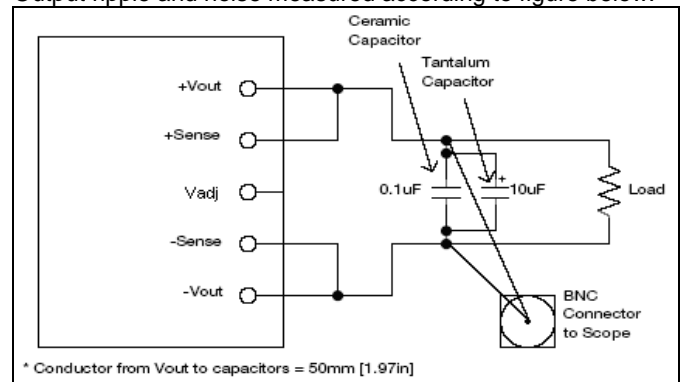 Output ripple and noise measured according to figure below.
Ceramic
Capacitor
Tantalum
Capacitor
+Vout
+Sense
Vadj
-Sense
-Vout
0.1uF
+
10uF
Load
BNC
Connector
to Scope
* Conductor from Vout to capacitors = 50mm [1.97in]